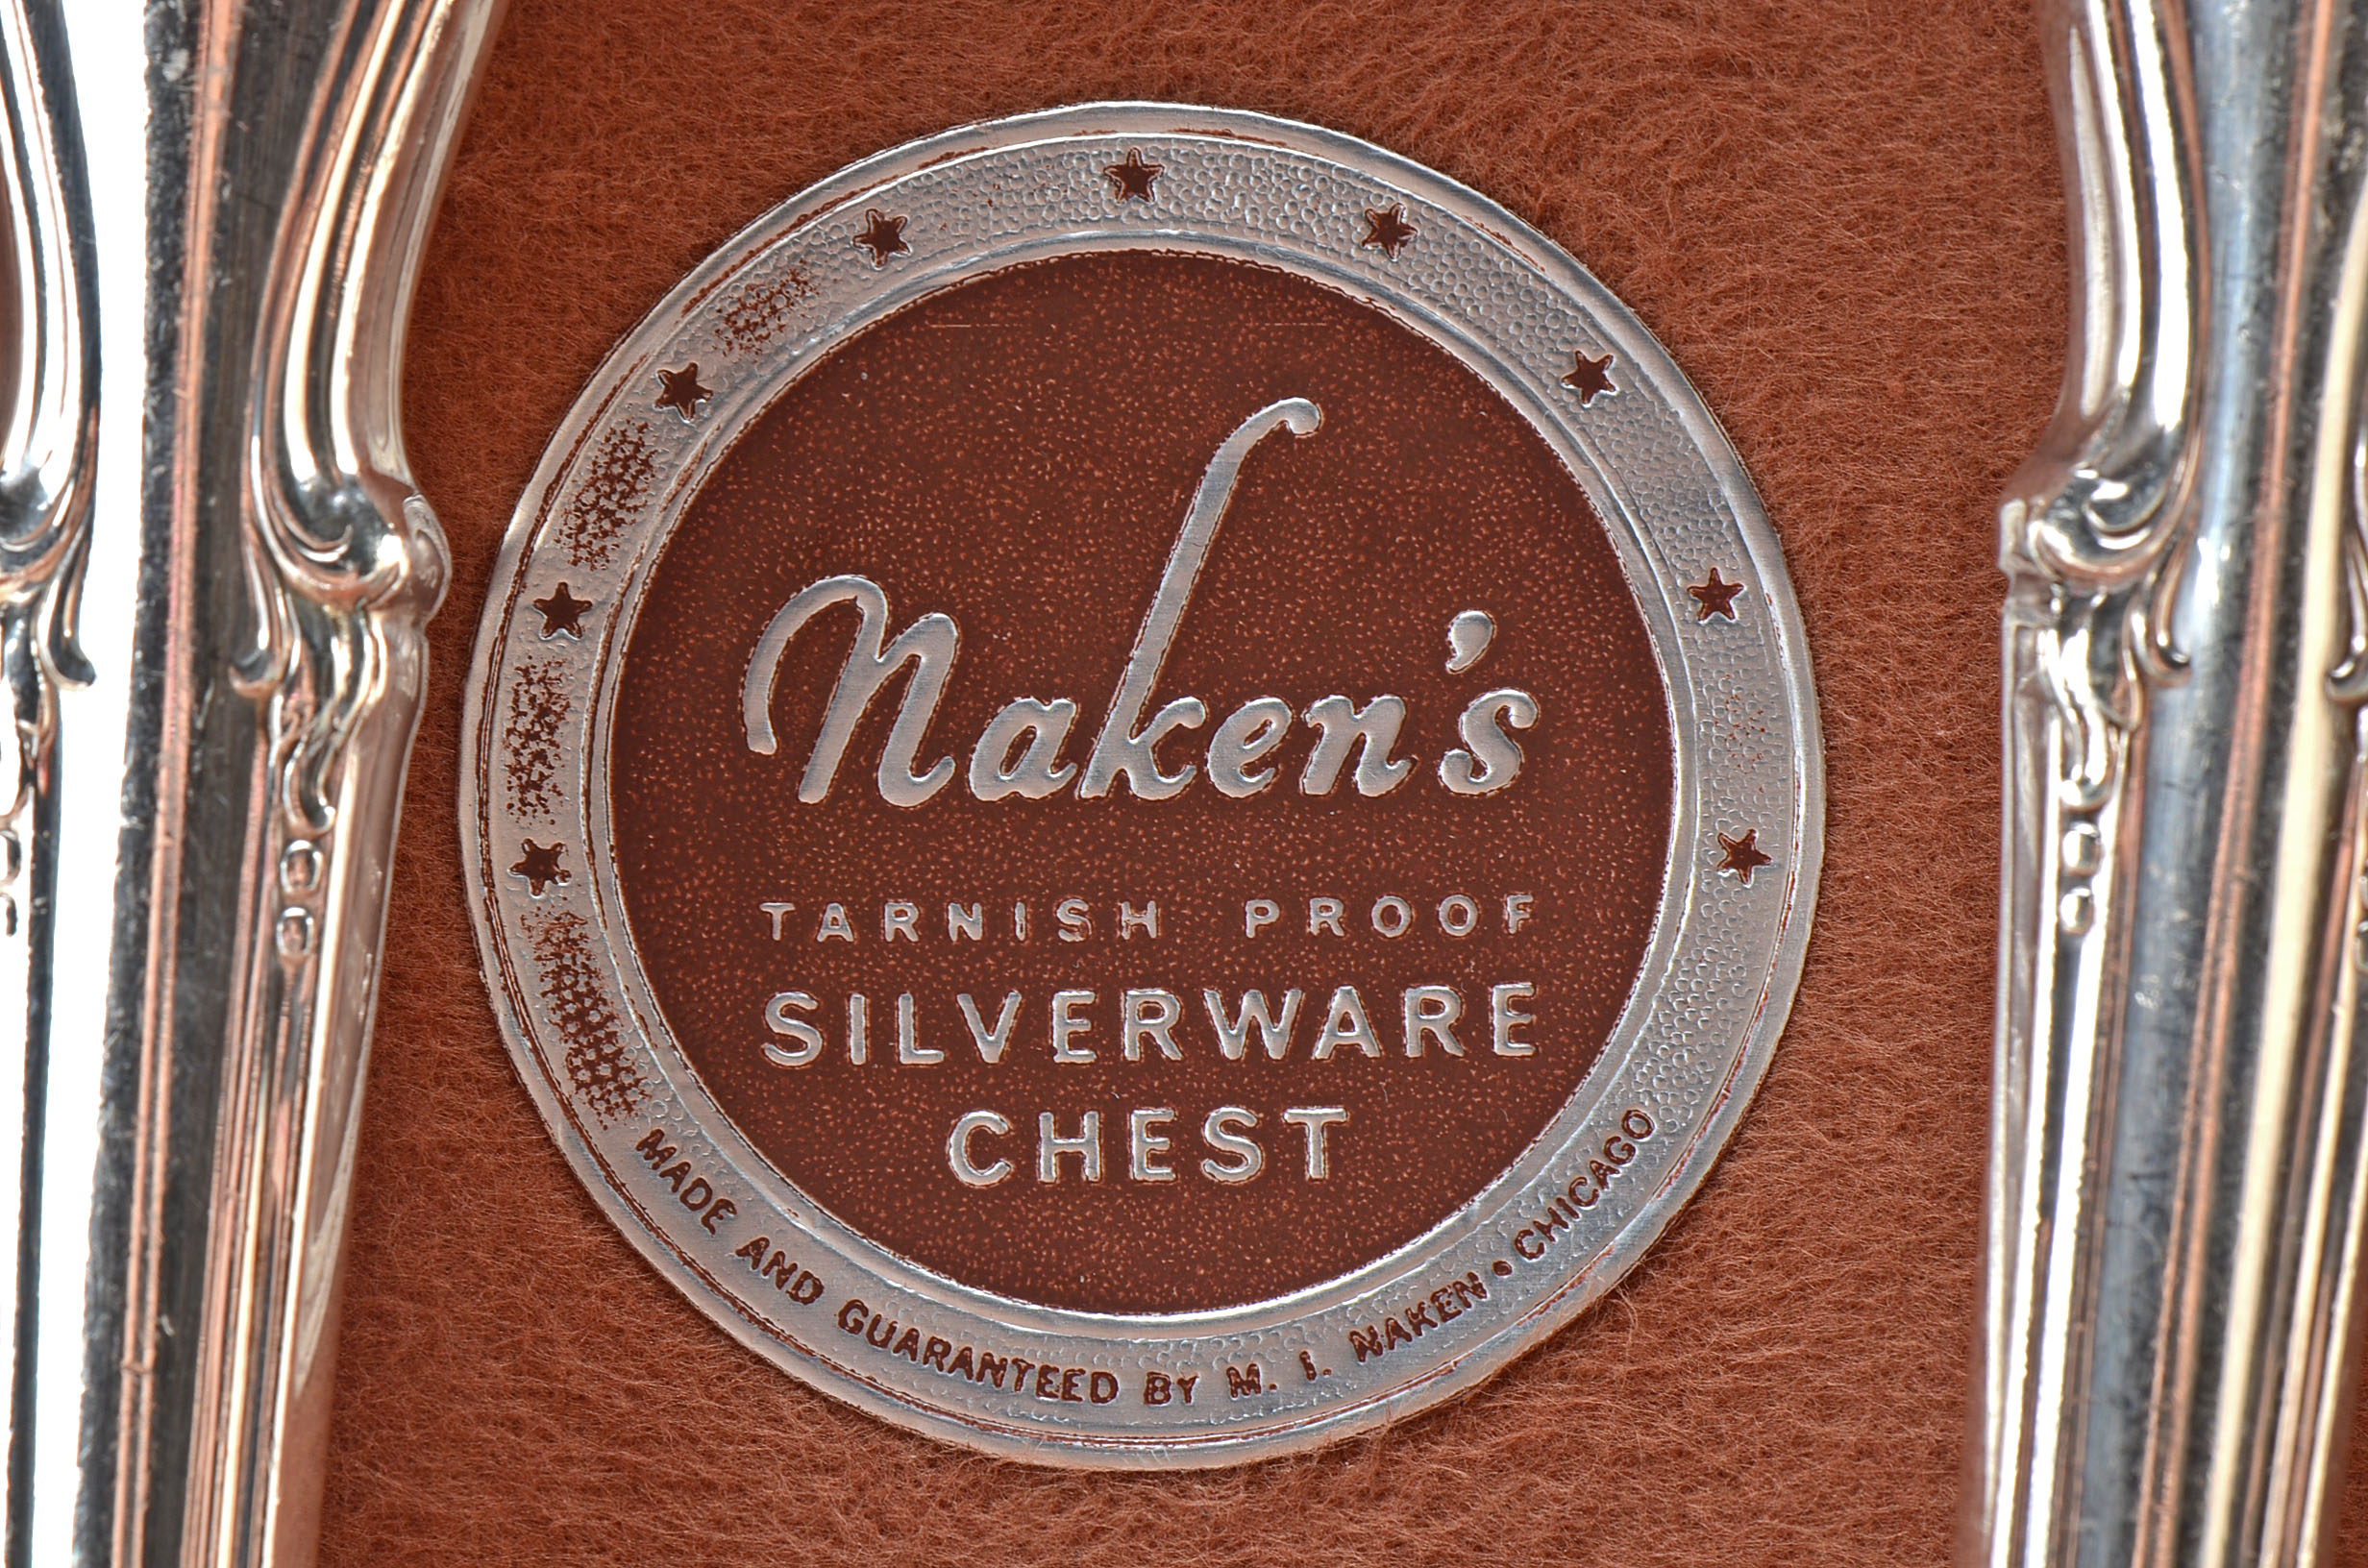 Naken's
TARNISH PROOF
SILVERWARE
CHEST
MADE AND GUARANTEED BY M. I. NAKEN • CHICAGO